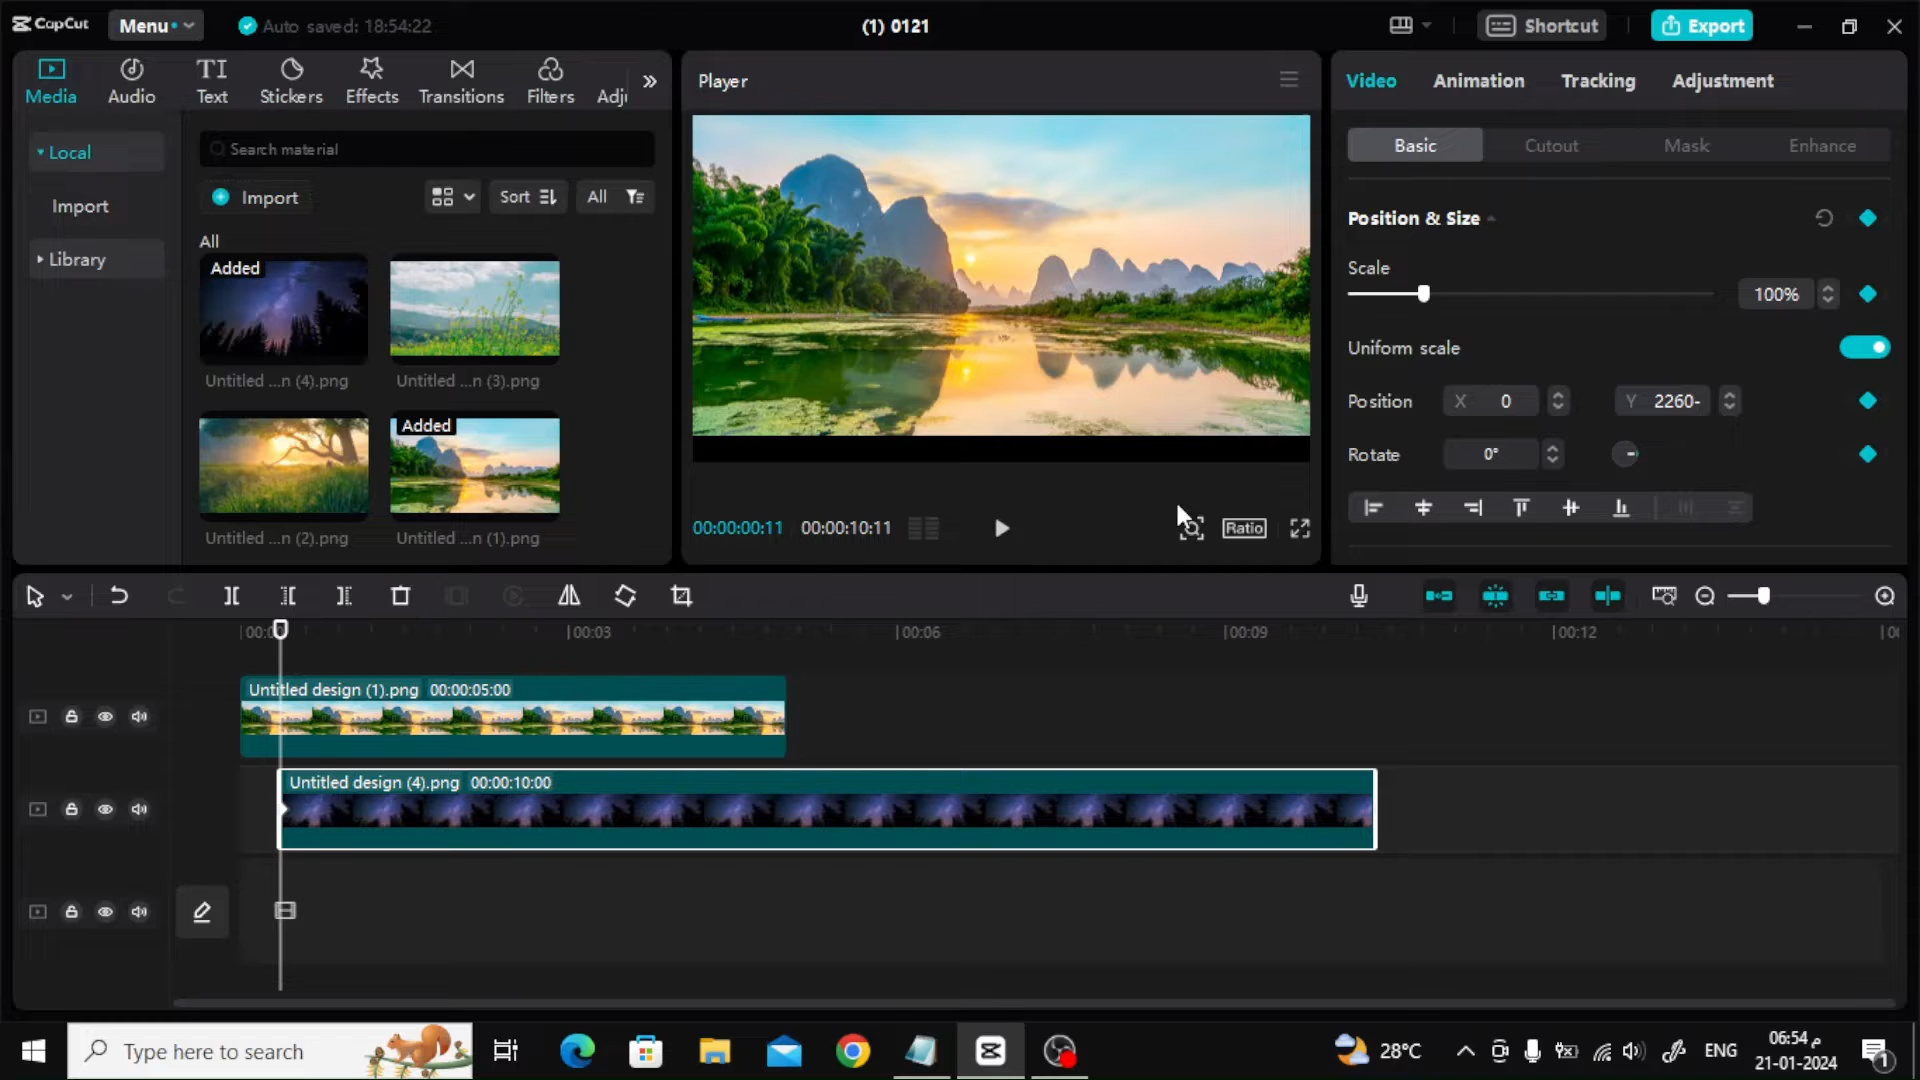 CapCut
Menu
Auto saved: 18:54:22
(1) 0121
Shortcut
Export
Media
Audio
TI
Text
Stickers
Effects
Transitions
Filters
Adj
Player
Video
Animation
Tracking
Adjustment
Local
Import
Library
Search material
Import
Sort
All
All
Added
Untitled ...n (4).png
Untitled ...n (3).png
Added
Untitled ...n (2).png
Untitled ...n (1).png
00:00:00:11
00:00:10:11
Ratio
Basic
Cutout
Mask
Enhance
Position & Size
Scale
100%
Uniform scale
Position
X 0
Y 2260-
Rotate
0°
00:0
00:03
00:06
00:09
00:12
Untitled design (1).png 00:00:05:00
Untitled design (4).png 00:00:10:00
Type here to search
28°C
ENG
06:54 م
21-01-2024
1